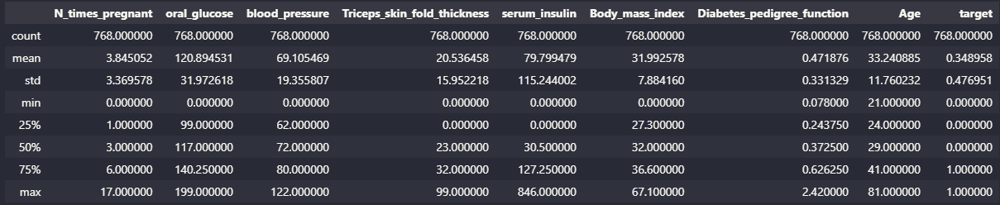 N_times_pregnant oral_glucose blood_pressure Triceps_skin_fold_thickness serum_insulin Body_mass_index Diabetes_pedigree_function Age target
count 768.000000 768.000000 768.000000 768.000000 768.000000 768.000000 768.000000 768.000000 768.000000
mean 3.845052 120.894531 69.105469 20.536458 79.799479 31.992578 0.471876 33.240885 0.348958
std 3.369578 31.972618 19.355807 15.952218 115.244002 7.884160 0.331329 11.760232 0.476951
min 0.000000 0.000000 0.000000 0.000000 0.000000 0.000000 0.078000 21.000000 0.000000
25% 1.000000 99.000000 62.000000 0.000000 0.000000 27.300000 0.243750 24.000000 0.000000
50% 3.000000 117.000000 72.000000 23.000000 30.500000 32.000000 0.372500 29.000000 0.000000
75% 6.000000 140.250000 80.000000 32.000000 127.250000 36.600000 0.626250 41.000000 1.000000
max 17.000000 199.000000 122.000000 99.000000 846.000000 67.100000 2.420000 81.000000 1.000000